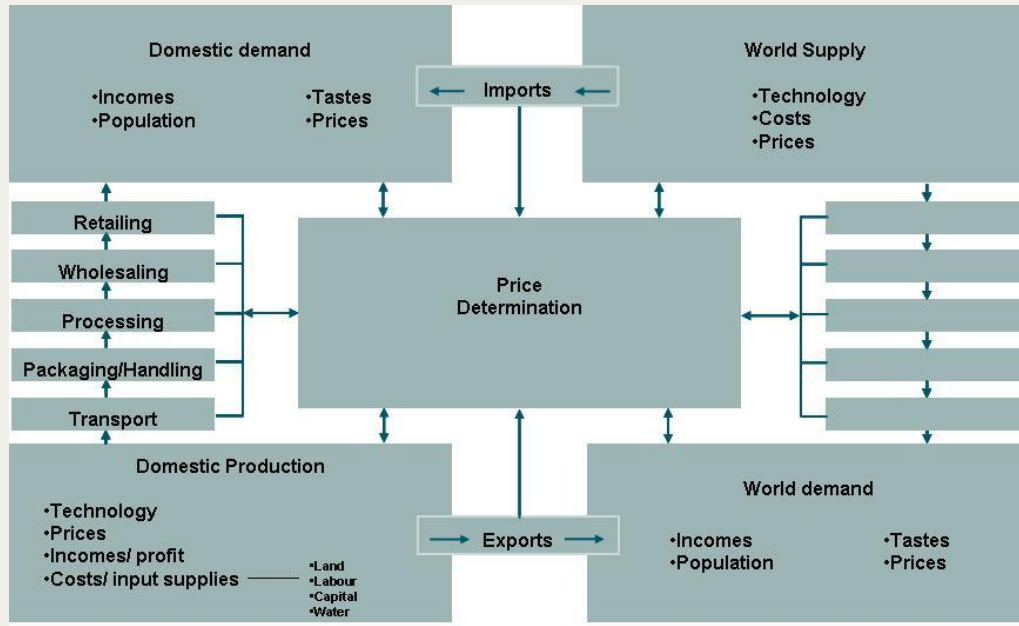 Domestic demand
•Incomes
•Population
•Tastes
•Prices
Imports
World Supply
•Technology
•Costs
•Prices
Retailing
Wholesaling
Processing
Packaging/Handling
Transport
Price
Determination
Domestic Production
•Technology
•Prices
•Incomes/ profit
•Costs/ input supplies
•Land
•Labour
•Capital
•Water
Exports
World demand
•Incomes
•Population
•Tastes
•Prices